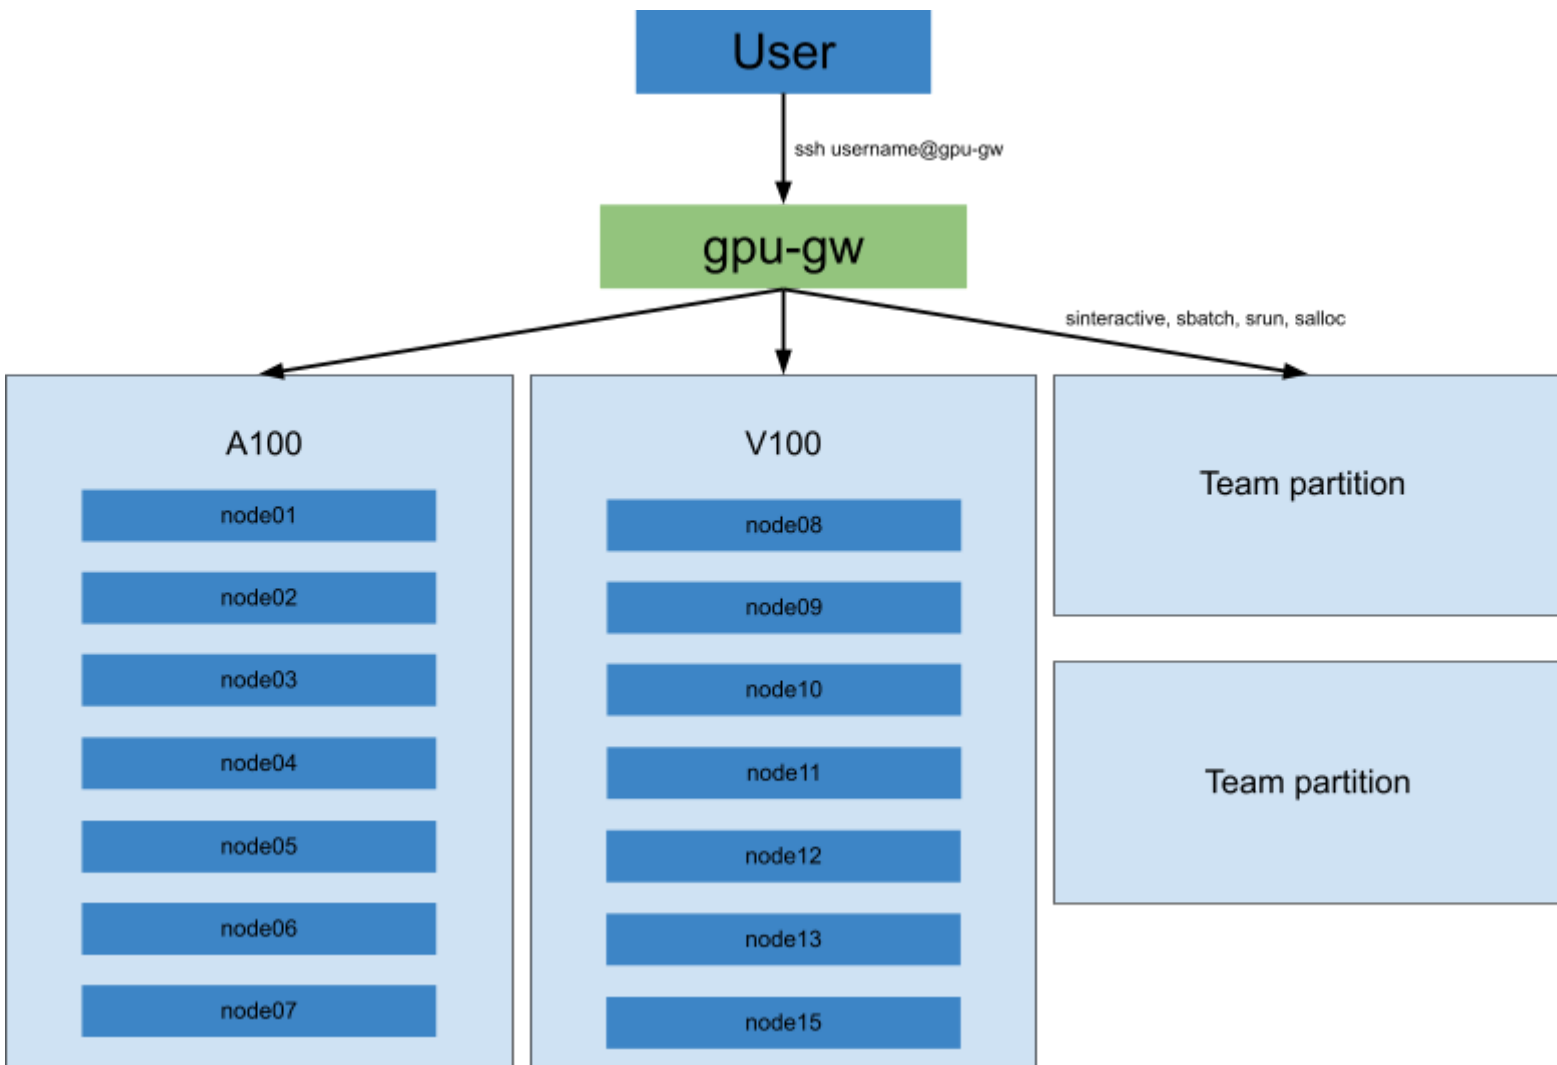 User
ssh username@gpu-gw
gpu-gw
sinteractive, sbatch, srun, salloc
A100
node01
node02
node03
node04
node05
node06
node07
V100
node08
node09
node10
node11
node12
node13
node15
Team partition
Team partition